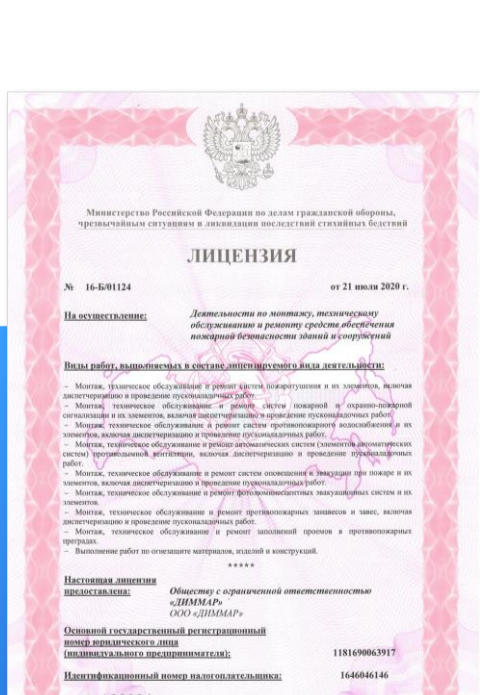 Министерство Российской Федерации по делам гражданской обороны,
чрезвычайным ситуациям и ликвидации последствий стихийных бедствий
ЛИЦЕНЗИЯ
№ 16-Б/01124 от 21 июля 2020 г.
На осуществление: Деятельности по монтажу, техническому
обслуживанию и ремонту средств обеспечения
пожарной безопасности зданий и сооружений
Виды работ, выполняемых в составе лицензируемого вида деятельности:
– Монтаж, техническое обслуживание и ремонт систем пожаротушения и их элементов, включая
диспетчеризацию и проведение пусконаладочных работ.
– Монтаж, техническое обслуживание и ремонт систем пожарной и охранно-пожарной
сигнализации и их элементов, включая диспетчеризацию и проведение пусконаладочных работ.
– Монтаж, техническое обслуживание и ремонт систем противопожарного водоснабжения и их
элементов, включая диспетчеризацию и проведение пусконаладочных работ.
– Монтаж, техническое обслуживание и ремонт автоматических систем (элементов автоматических
систем) противодымной вентиляции, включая диспетчеризацию и проведение пусконаладочных
работ.
– Монтаж, техническое обслуживание и ремонт систем оповещения и эвакуации при пожаре и их
элементов, включая диспетчеризацию и проведение пусконаладочных работ.
– Монтаж, техническое обслуживание и ремонт фотолюминесцентных эвакуационных систем и их
элементов.
– Монтаж, техническое обслуживание и ремонт противопожарных занавесов и завес, включая
диспетчеризацию и проведение пусконаладочных работ.
– Монтаж, техническое обслуживание и ремонт заполнений проемов в противопожарных
преградах.
– Выполнение работ по огнезащите материалов, изделий и конструкций.
*****
Настоящая лицензия
предоставлена: Обществу с ограниченной ответственностью
«ДИММАР»
ООО «ДИММАР»
Основной государственный регистрационный
номер юридического лица
(индивидуального предпринимателя): 1181690063917
Идентификационный номер налогоплательщика: 1646046146